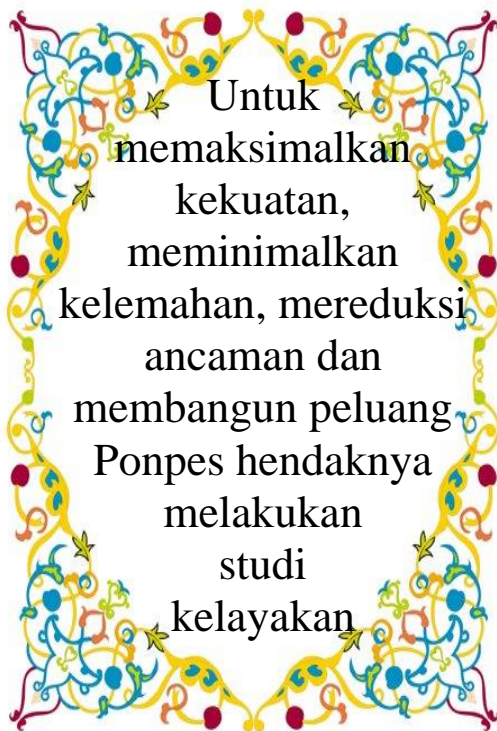 Untuk
memaksimalkan
kekuatan,
meminimalkan
kelemahan, mereduksi
ancaman dan
membangun peluang
Ponpes hendaknya
melakukan
studi
kelayakan